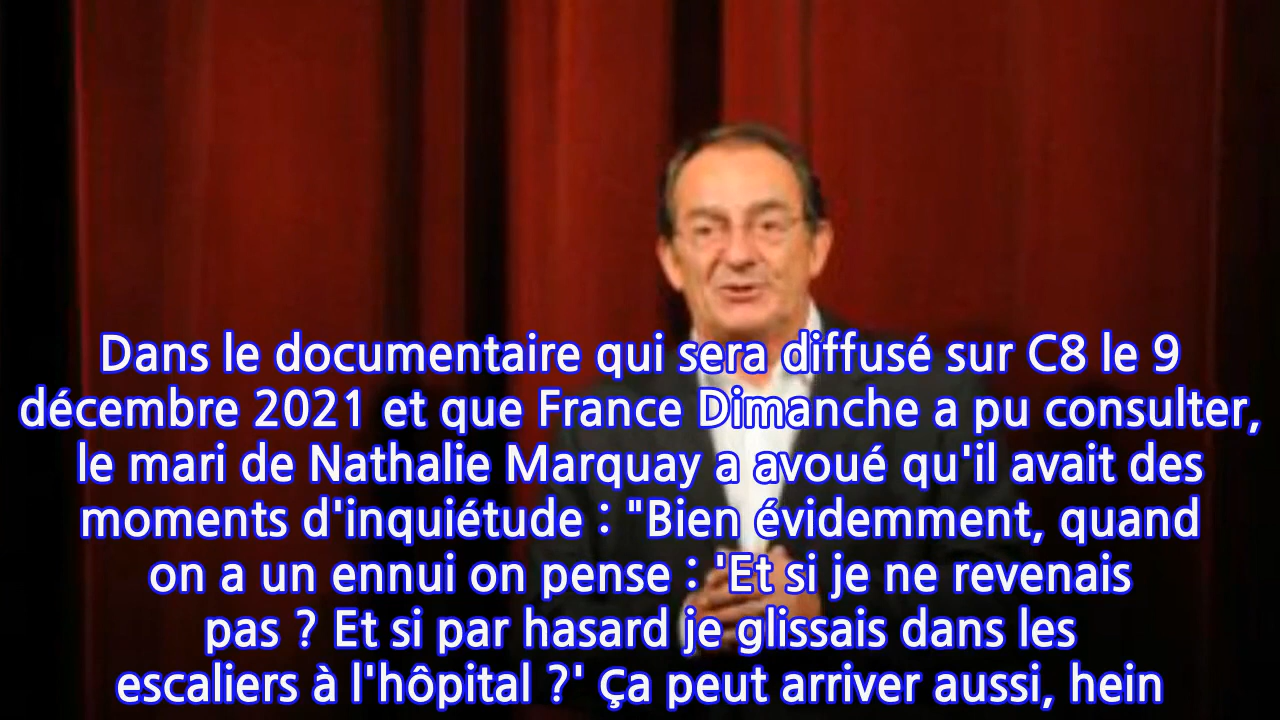 Dans le documentaire qui sera diffusé sur C8 le 9
décembre 2021 et que France Dimanche a pu consulter,
le mari de Nathalie Marquay a avoué qu'il avait des
moments d'inquiétude : "Bien évidemment, quand
on a un ennui on pense : 'Et si je ne revenais
pas ? Et si par hasard je glissais dans les
escaliers à l'hôpital ?' Ça peut arriver aussi, hein